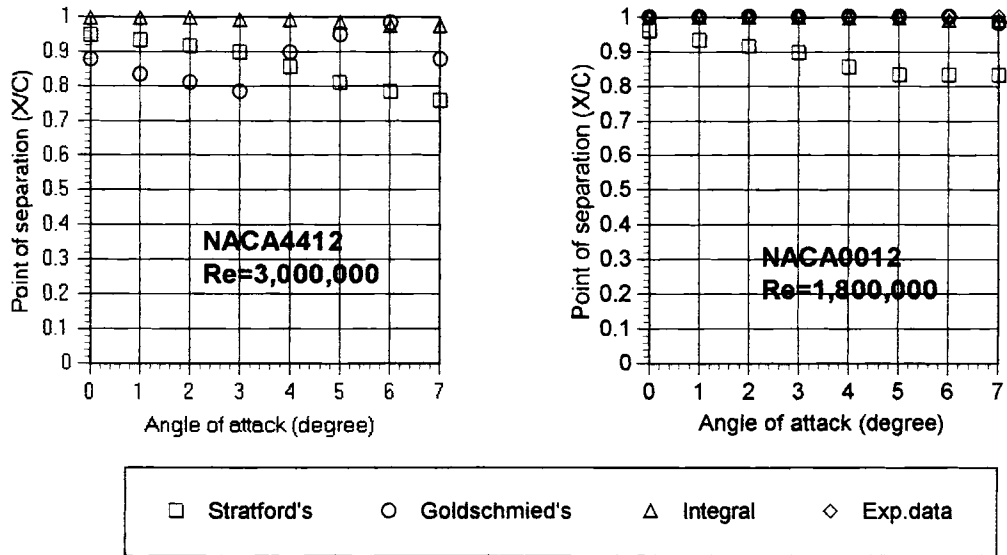 Point of separation (X/C)
1
0.9
0.8
0.7
0.6
0.5
0.4
0.3
0.2
0.1
0
NACA4412
Re=3,000,000
0 1 2 3 4 5 6 7
Angle of attack (degree)
Point of separation (X/C)
1
0.9
0.8
0.7
0.6
0.5
0.4
0.3
0.2
0.1
0
NACA0012
Re=1,800,000
0 1 2 3 4 5 6 7
Angle of attack (degree)
Stratford's Goldschmied's Integral Exp.data